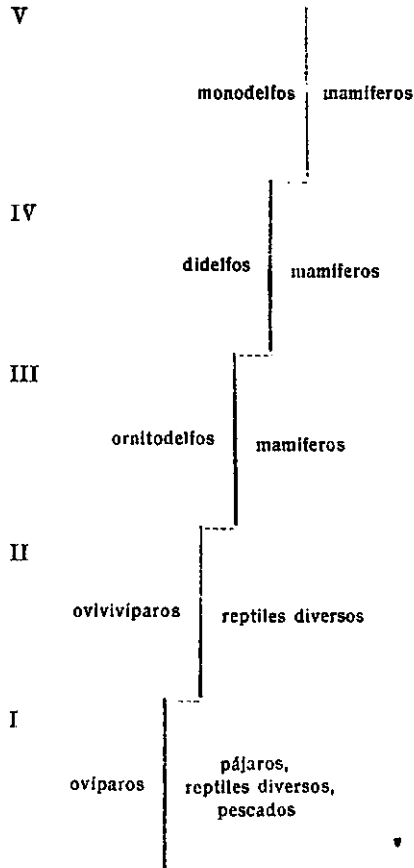 V
monodelfos mamíferos
IV
didelfos mamíferos
III
ornitodelfos mamíferos
II
ovivivíparos reptiles diversos
I
ovíparos pájaros,
reptiles diversos,
pescados